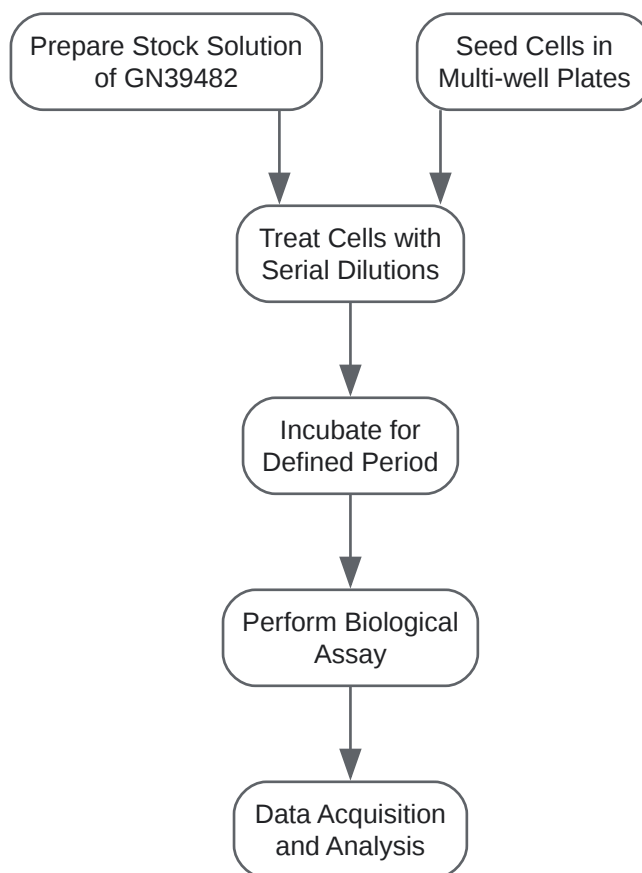 Prepare Stock Solution
of GN39482
Seed Cells in
Multi-well Plates
Treat Cells with
Serial Dilutions
Incubate for
Defined Period
Perform Biological
Assay
Data Acquisition
and Analysis